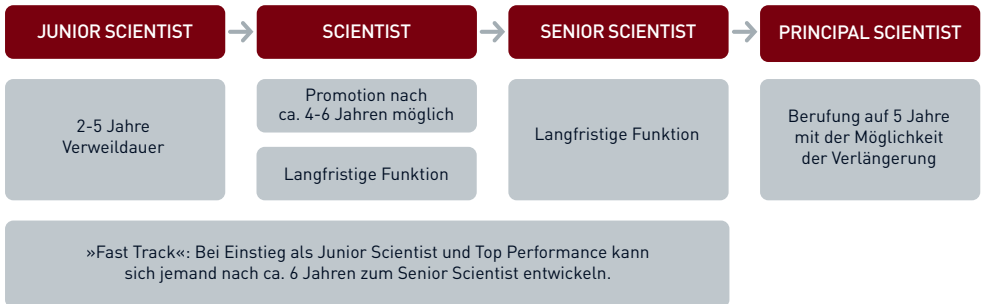 JUNIOR SCIENTIST
SCIENTIST
SENIOR SCIENTIST
PRINCIPAL SCIENTIST
2-5 Jahre
Verweildauer
Promotion nach
ca. 4-6 Jahren möglich
Langfristige Funktion
Langfristige Funktion
Berufung auf 5 Jahre
mit der Möglichkeit
der Verlängerung
»Fast Track«: Bei Einstieg als Junior Scientist und Top Performance kann
sich jemand nach ca. 6 Jahren zum Senior Scientist entwickeln.